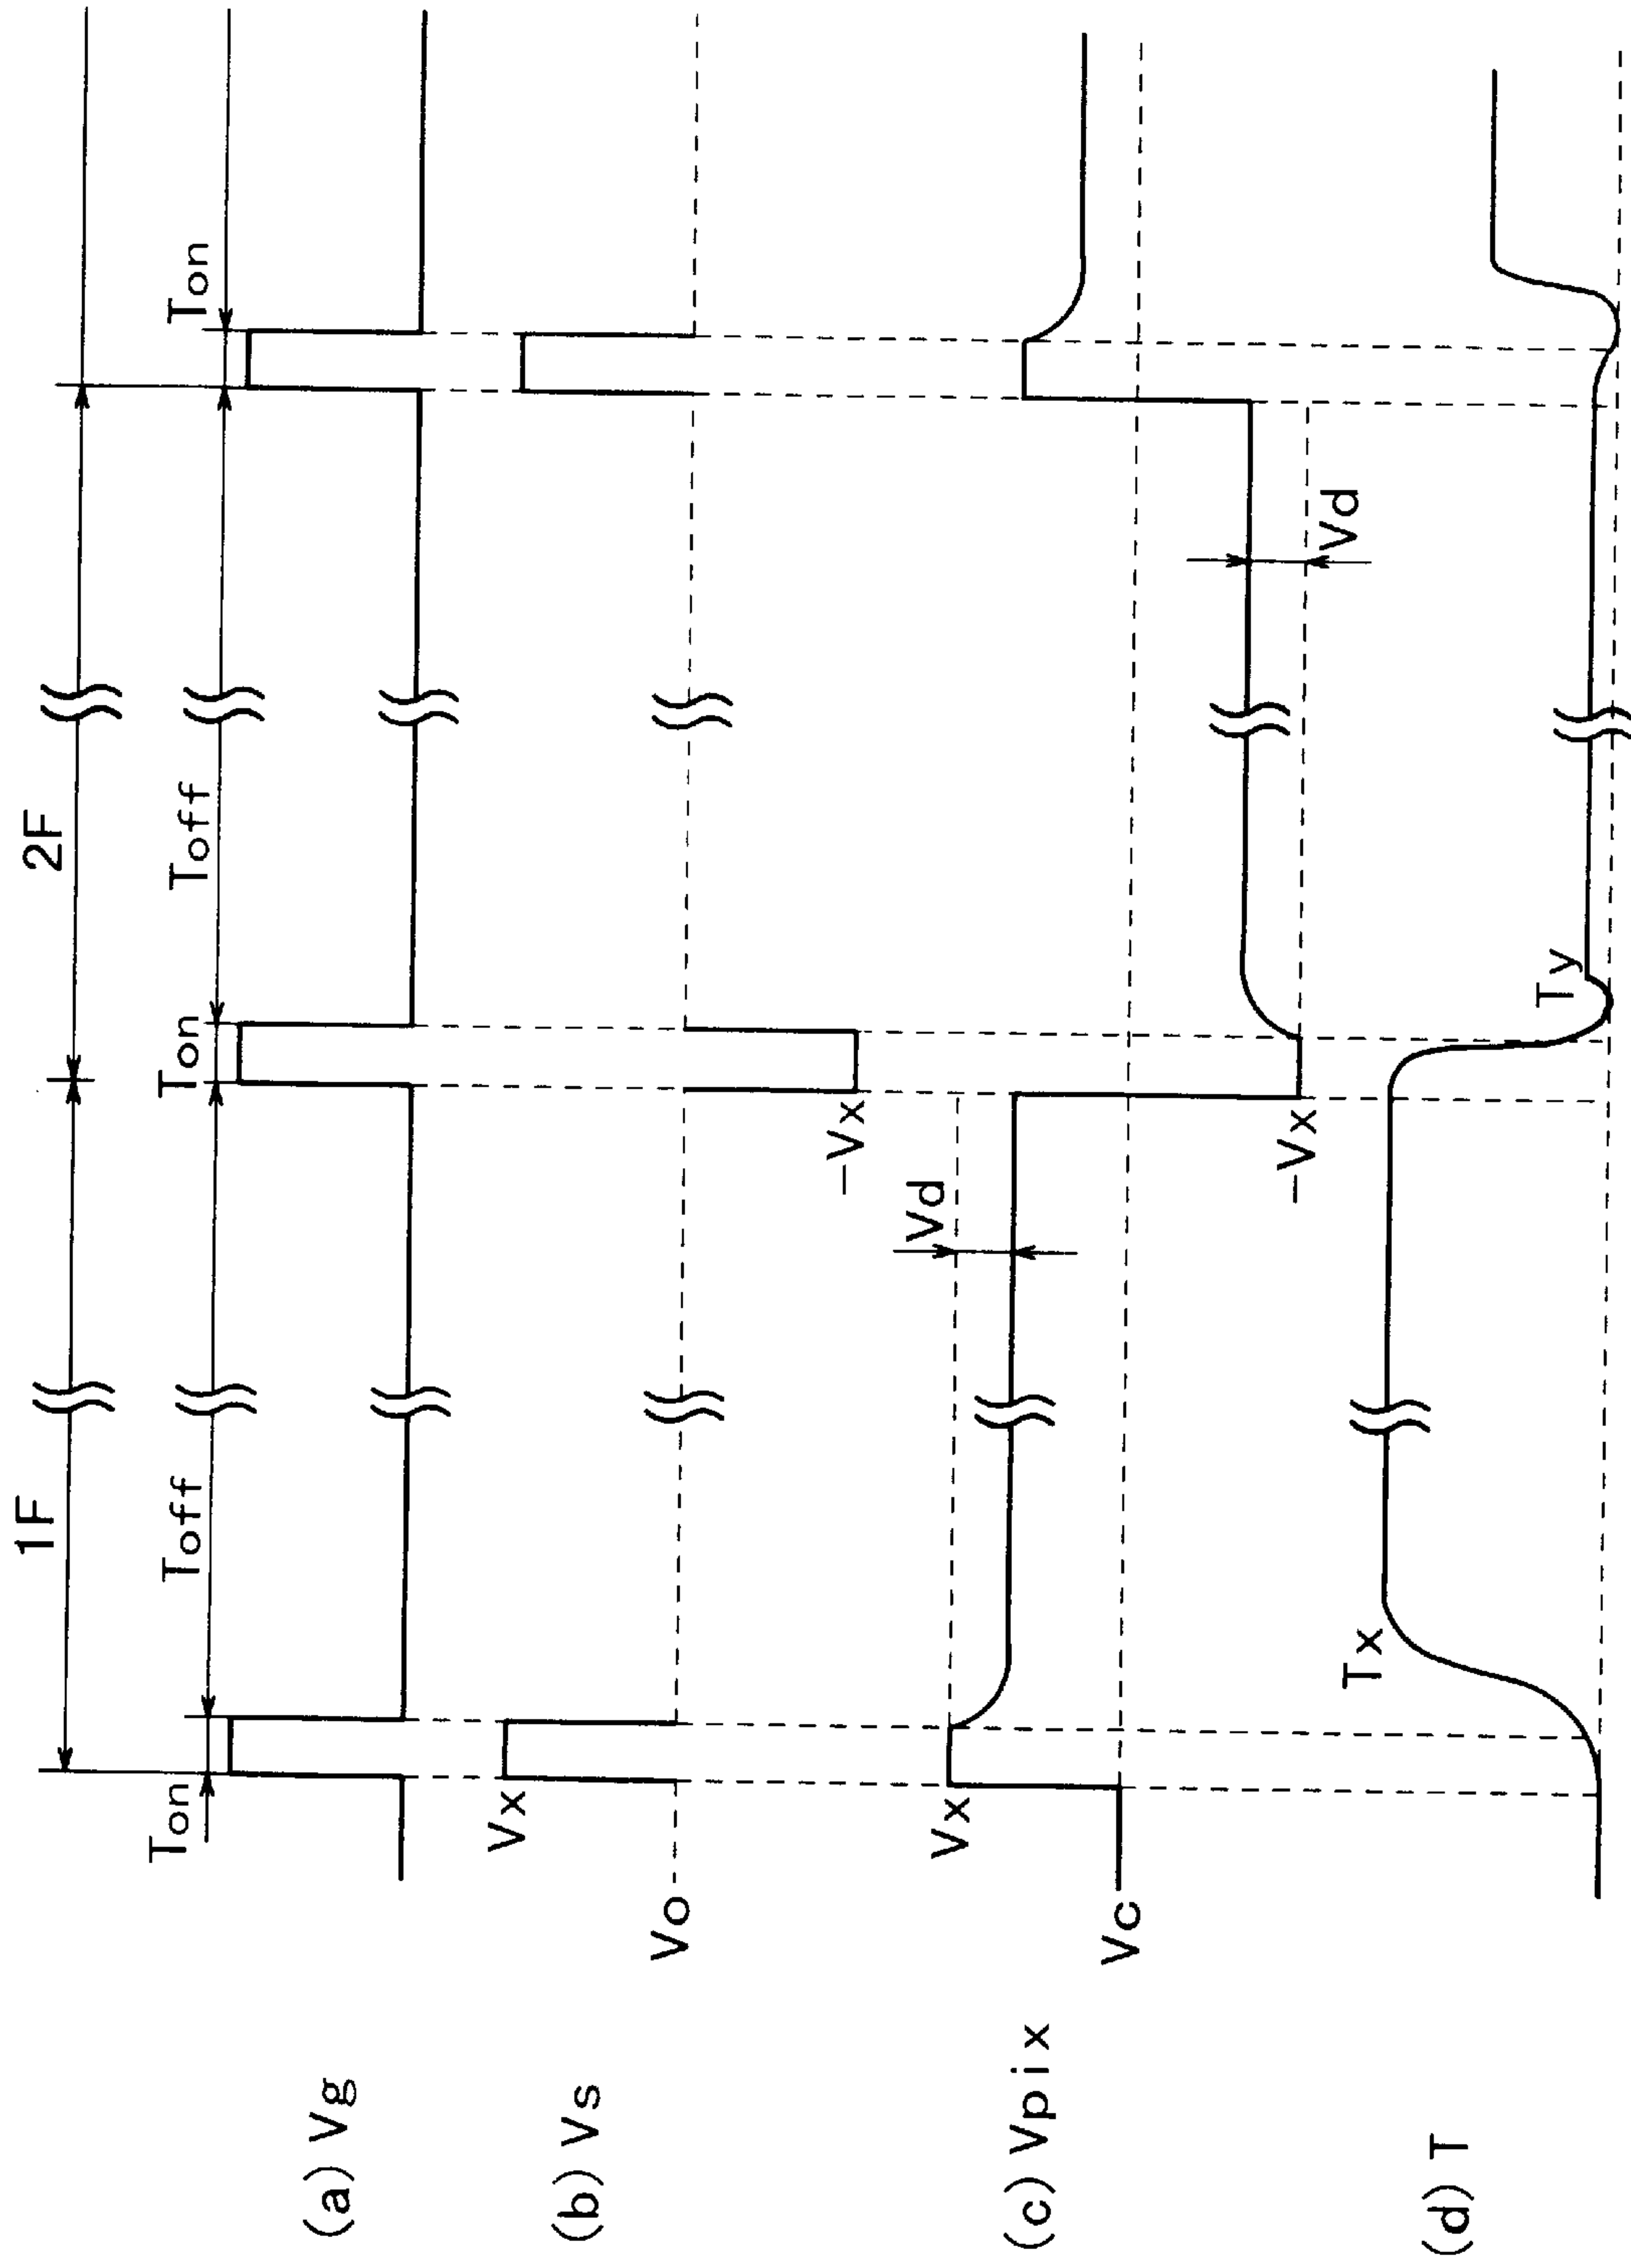 1F
2F
Ton
Toff
Ton
Toff
Ton
(a) Vg
Vx
Vo
-Vx
(b) Vs
Vx
Vd
Vc
-Vx
Vd
(c) Vpix
Tx
Ty
(d) T